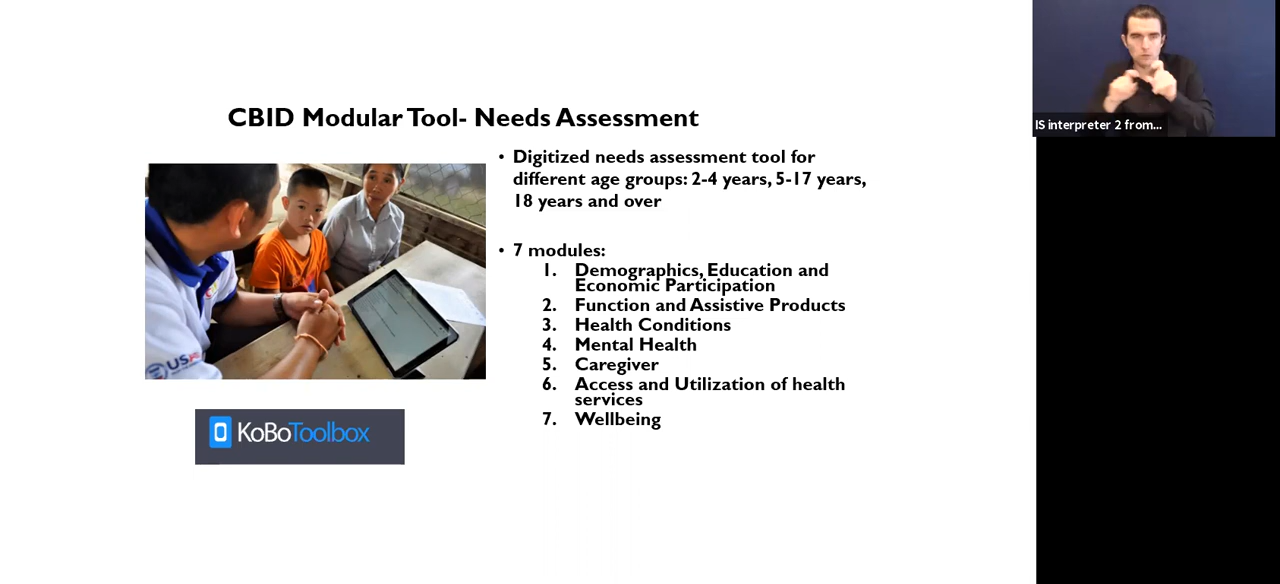 CBID Modular Tool- Needs Assessment
• Digitized needs assessment tool for
different age groups: 2-4 years, 5-17 years,
18 years and over
• 7 modules:
1. Demographics, Education and
Economic Participation
2. Function and Assistive Products
3. Health Conditions
4. Mental Health
5. Caregiver
6. Access and Utilization of health
services
7. Wellbeing
KoBoToolbox
IS interpreter 2 from...